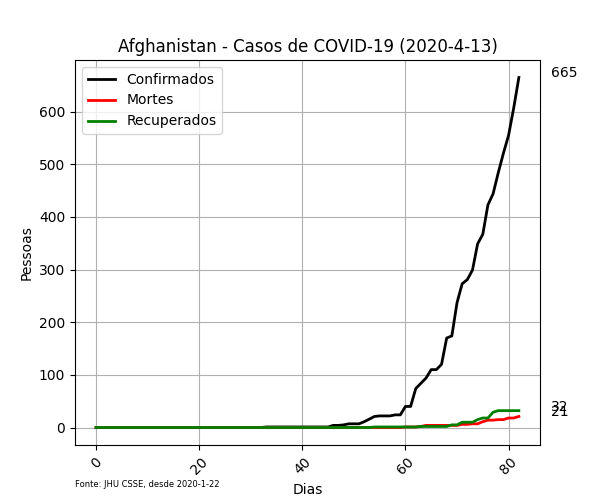 Afghanistan - Casos de COVID-19 (2020-4-13)
Confirmados
Mortes
Recuperados
665
600
500
400
300
200
100
0
32
21
Pessoas
0
20
40
60
80
Dias
Fonte: JHU CSSE, desde 2020-1-22